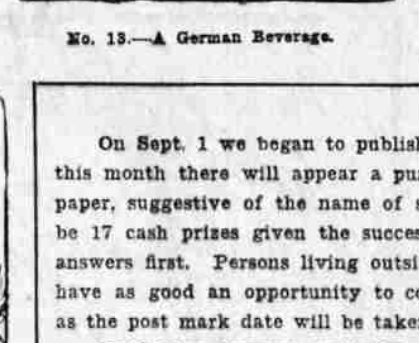 No. 13.—A German Beverage.
On Sept. 1 we began to publish
this month there will appear a pu
paper, suggestive of the name of s
be 17 cash prizes given the succes
answers first. Persons living outsi
have as good an opportunity to co
as the post mark date will be take